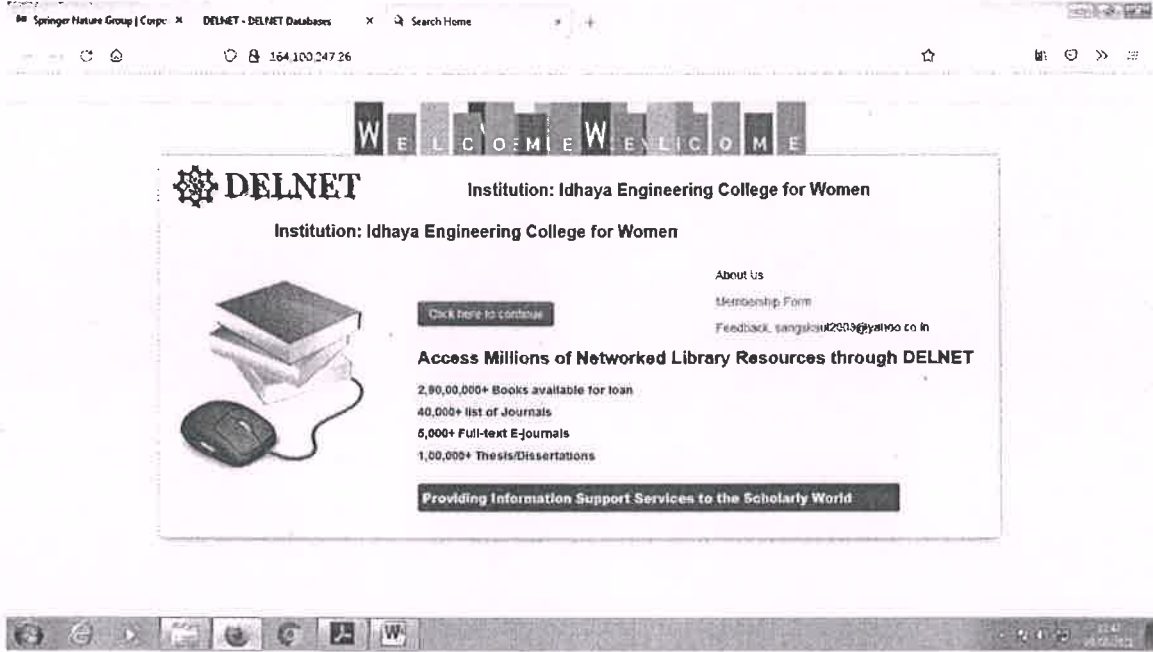 Springer Nature Group | Corpo × DELNET - DELNET Databases × Search Home × +
164.100.247.26
WELCOME WELCOME
DELNET Institution: Idhaya Engineering College for Women
Institution: Idhaya Engineering College for Women
About Us
Click here to continue
Membership Form
Feedback,
Access Millions of Networked Library Resources through DELNET
2,80,00,000+ Books available for loan
40,000+ list of Journals
5,000+ Full-text E-journals
1,00,000+ Thesis/Dissertations
Providing Information Support Services to the Scholarly World
W